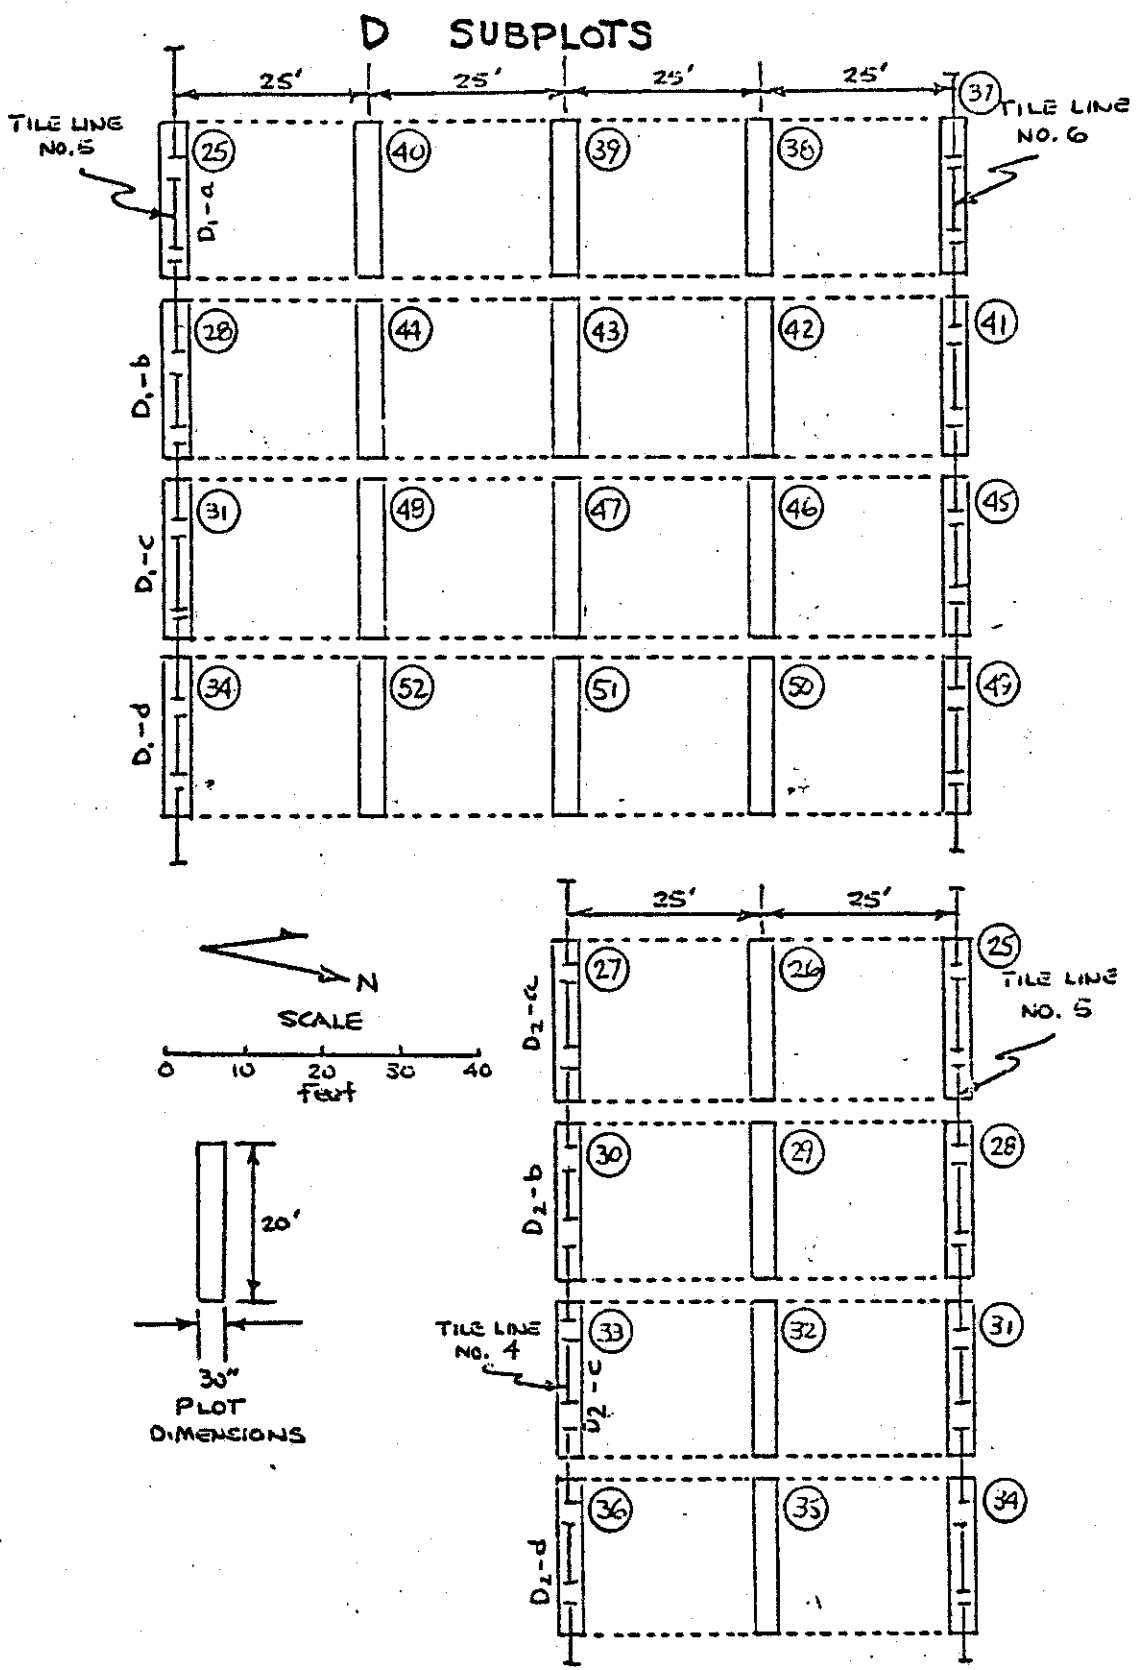 D SUBPLOTS
25' 25' 25' 25'
37
TILE LINE
NO. 5
TILE LINE
NO. 6
25 40 39 38
D1-a
28 44 43 42 41
D1-b
31 48 47 46 45
D1-c
34 52 51 50 49
D1-d
25' 25'
27 26 25
D2-a
TILE LINE
NO. 5
N
SCALE
0 10 20 30 40
feet
30 29 28
D2-b
20'
30"
PLOT
DIMENSIONS
TILE LINE
NO. 4
33 32 31
D2-c
36 35 34
D2-d